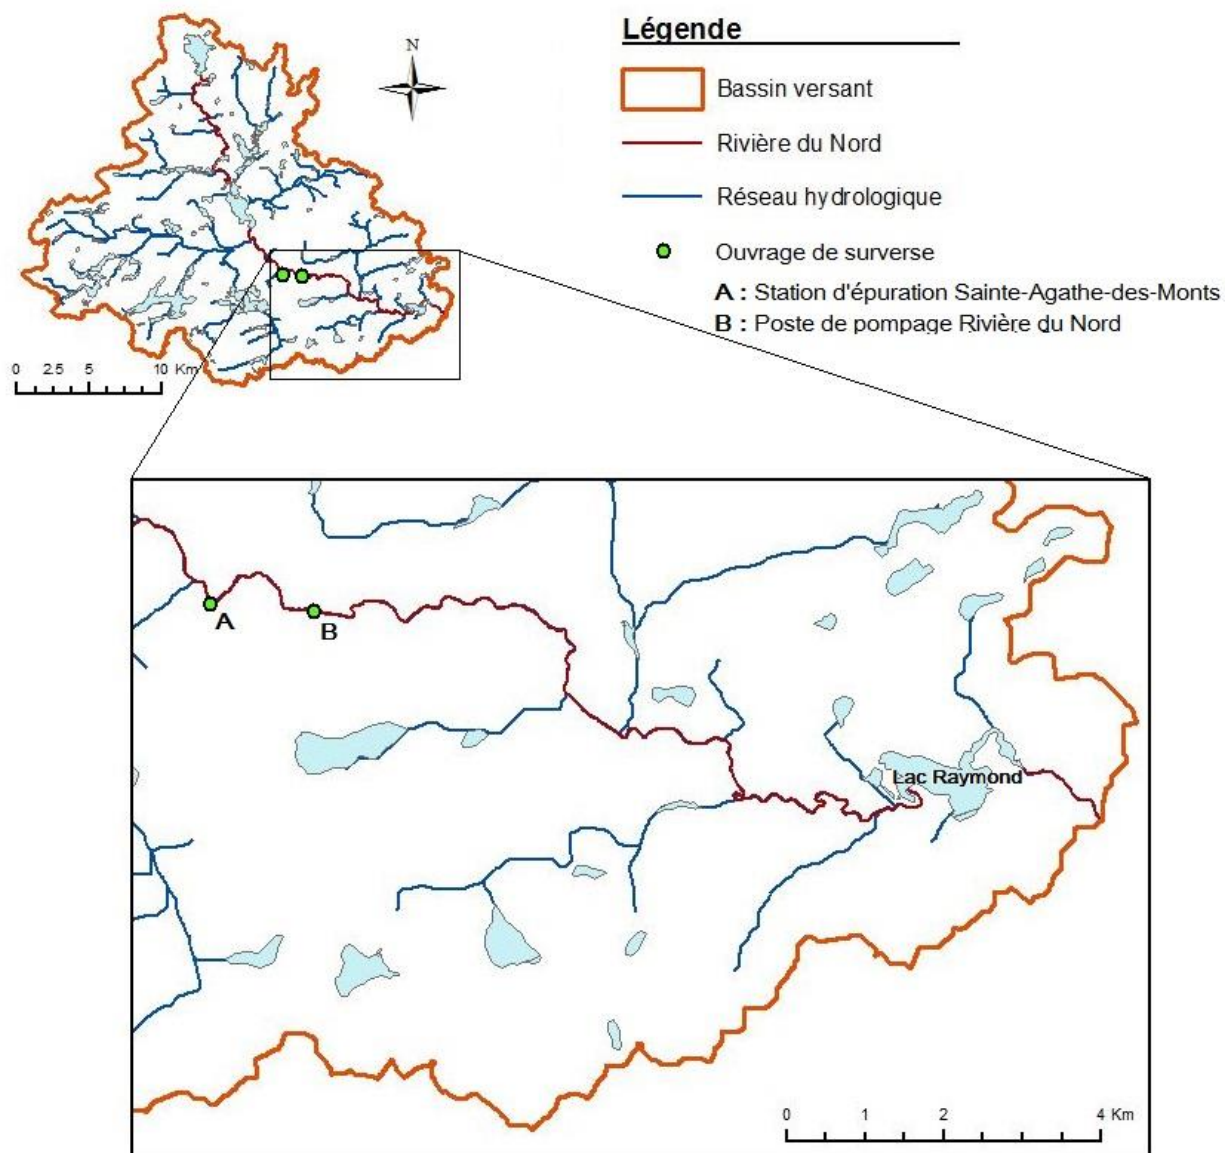 Légende
N
Bassin versant
Rivière du Nord
Réseau hydrologique
Ouvrage de surverse
A : Station d'épuration Sainte-Agathe-des-Monts
B : Poste de pompage Rivière du Nord
0 2.5 5 10 Km
A
B
Lac Raymond
0 1 2 4 Km